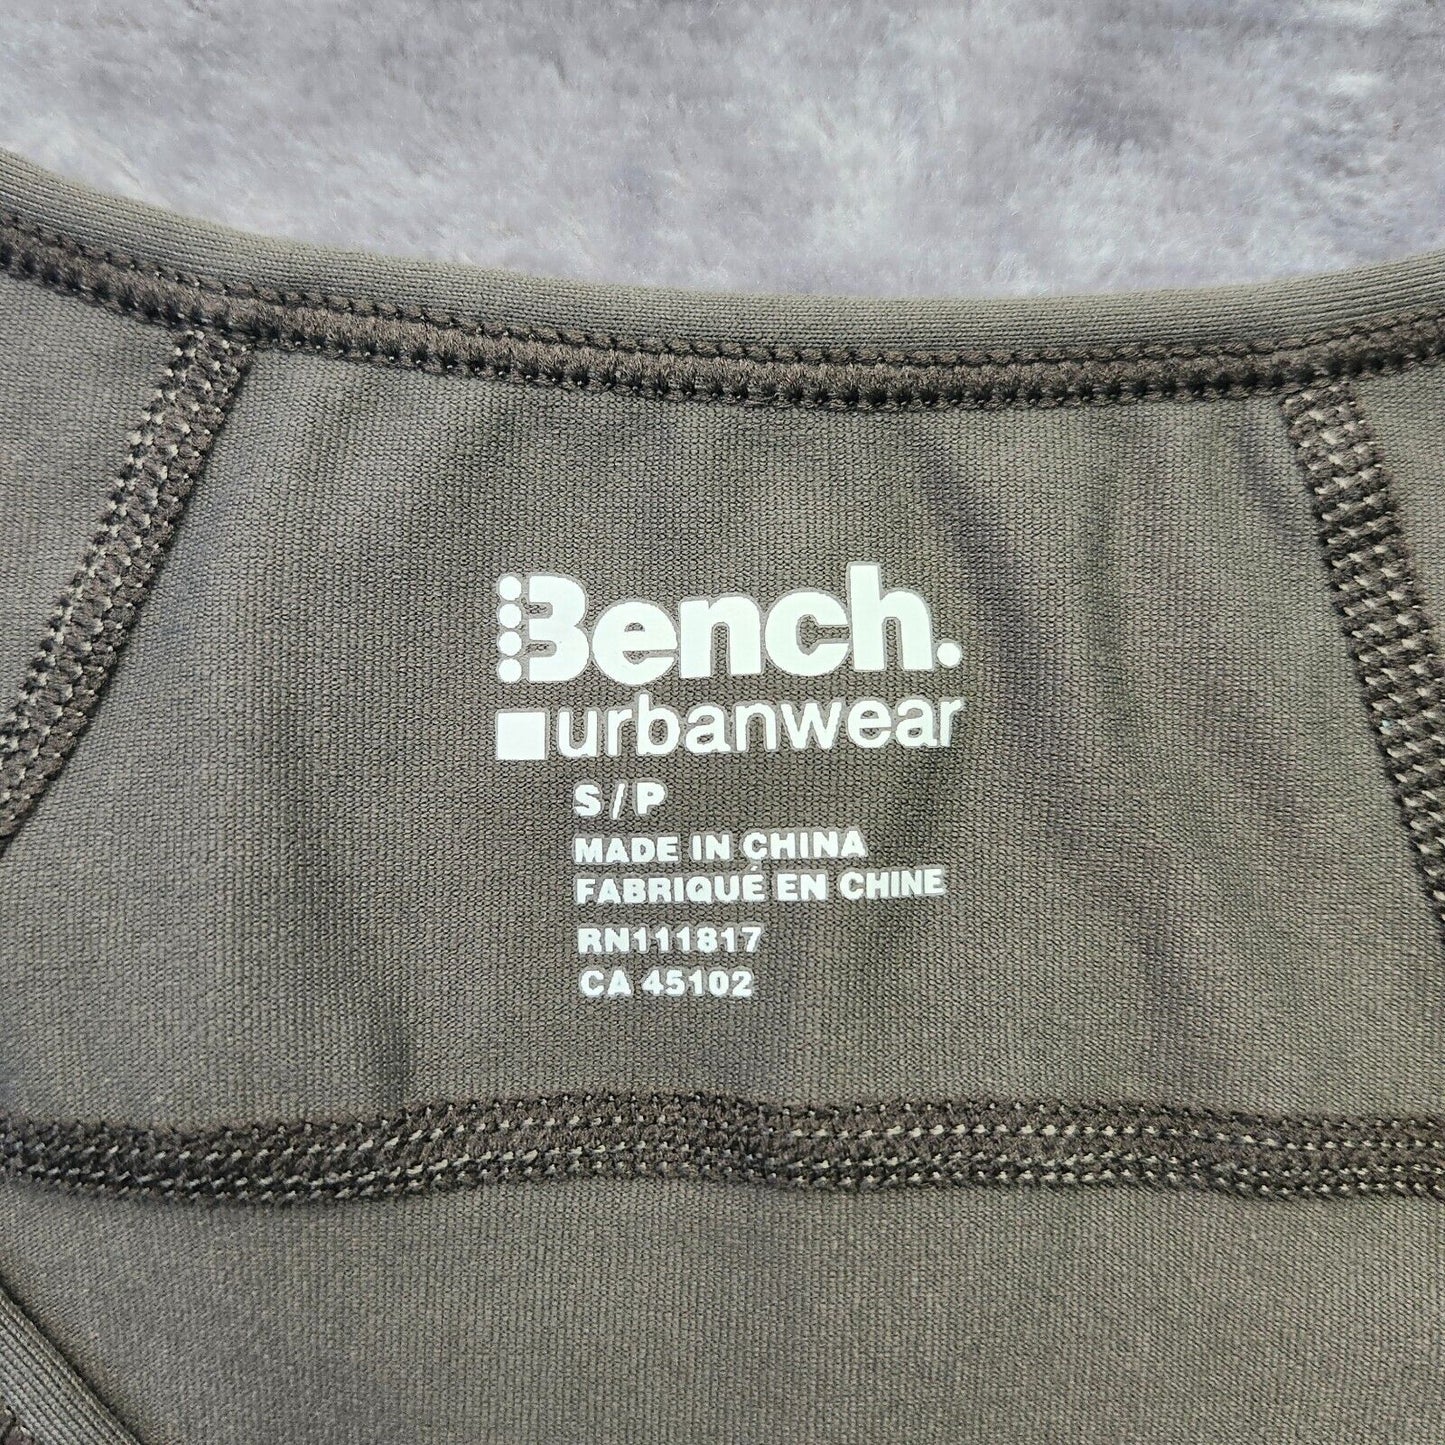 Bench.
urbanwear
S/P
MADE IN CHINA
FABRIQUÉ EN CHINE
RN111817
CA 45102